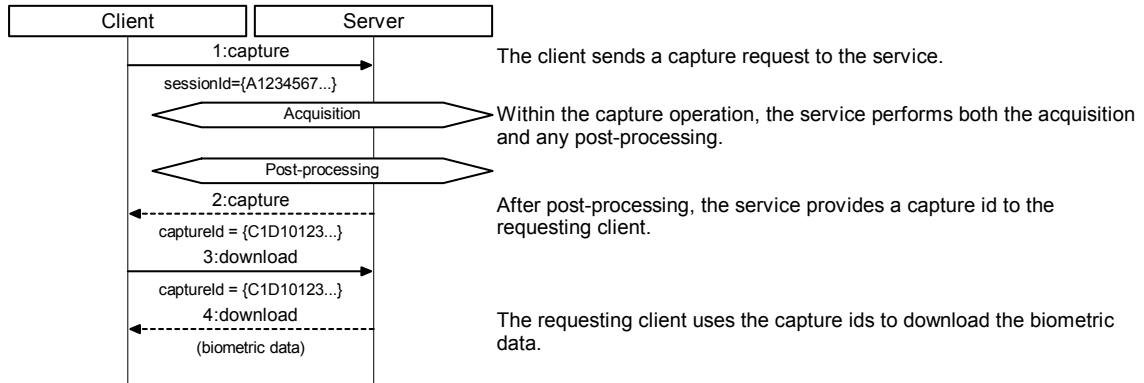 Client
Server
1:capture
The client sends a capture request to the service.
sessionId={A1234567...}
Acquisition
Within the capture operation, the service performs both the acquisition
and any post-processing.
Post-processing
2:capture
After post-processing, the service provides a capture id to the
requesting client.
captureId = {C1D10123...}
3:download
captureId = {C1D10123...}
4:download
The requesting client uses the capture ids to download the biometric
data.
(biometric data)